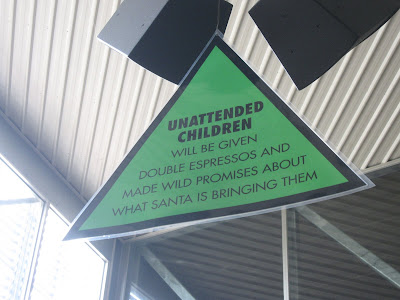 UNATTENDED
CHILDREN
WILL BE GIVEN
DOUBLE ESPRESSOS AND
MADE WILD PROMISES ABOUT
WHAT SANTA IS BRINGING THEM